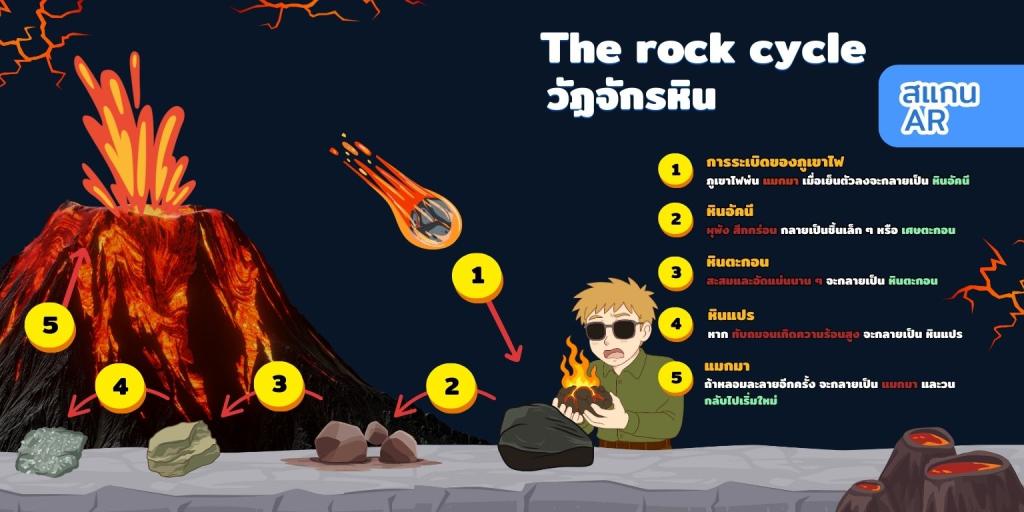 The rock cycle
วัฏจักรหิน
สแกน
AR
1 การระเบิดของภูเขาไฟ
ภูเขาไฟพ่น แมกมา เมื่อเย็นตัวลงจะกลายเป็น หินอัคนี
2 หินอัคนี
ผุพัง สึกกร่อน กลายเป็นชิ้นเล็ก ๆ หรือ เศษตะกอน
3 หินตะกอน
สะสมและอัดแน่นนาน ๆ จะกลายเป็น หินตะกอน
4 หินแปร
หาก ทับถมจนเกิดความร้อนสูง จะกลายเป็น หินแปร
5 แมกมา
ถ้าหลอมละลายอีกครั้ง จะกลายเป็น แมกมา และวน
กลับไปเริ่มใหม่
1
5
4
3
2